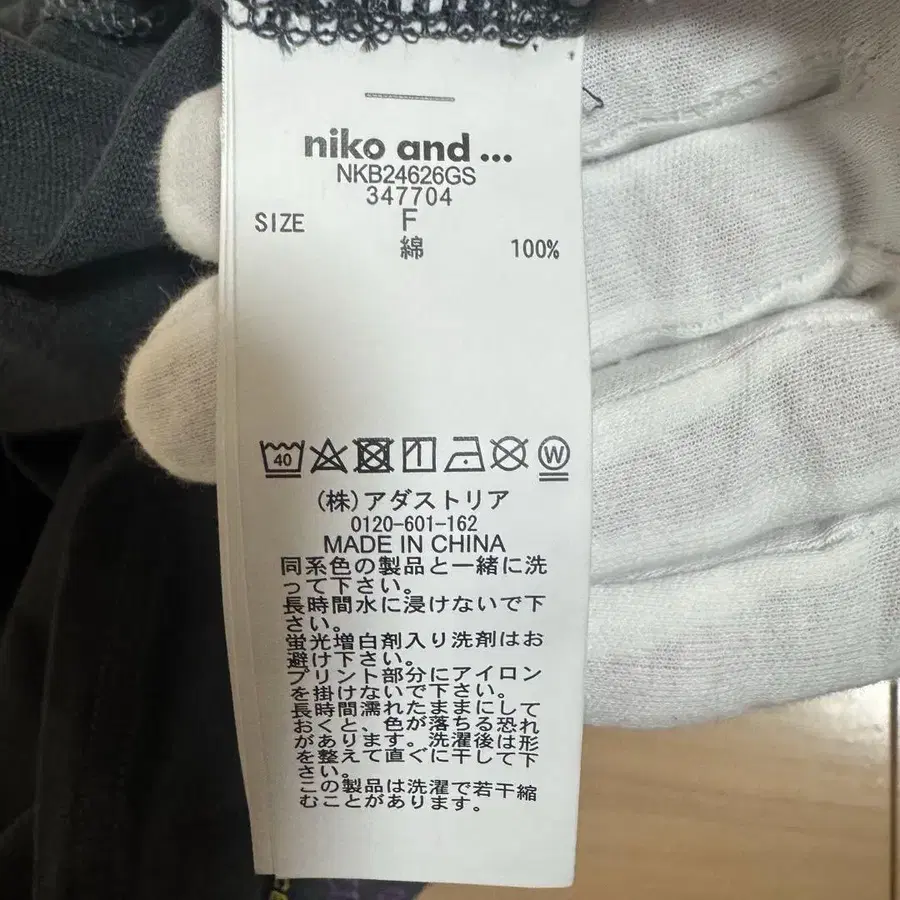 niko and ...
NKB24626GS
347704
SIZE F
綿 100%
40 W
(株)アダストリア
0120-601-162
MADE IN CHINA
同系色の製品と一緒に洗
って下さい。
長時間水に浸けないで下
さい。
蛍光増白剤入り洗剤はお
避け下さい。
プリント部分にアイロン
を掛けないで下さい。
長時間濡れたままにして
おくと、色が落ちる恐れ
があります。洗濯後は形
を整えて直ぐに干して下
さい。
この製品は洗濯で若干縮
むことがあります。